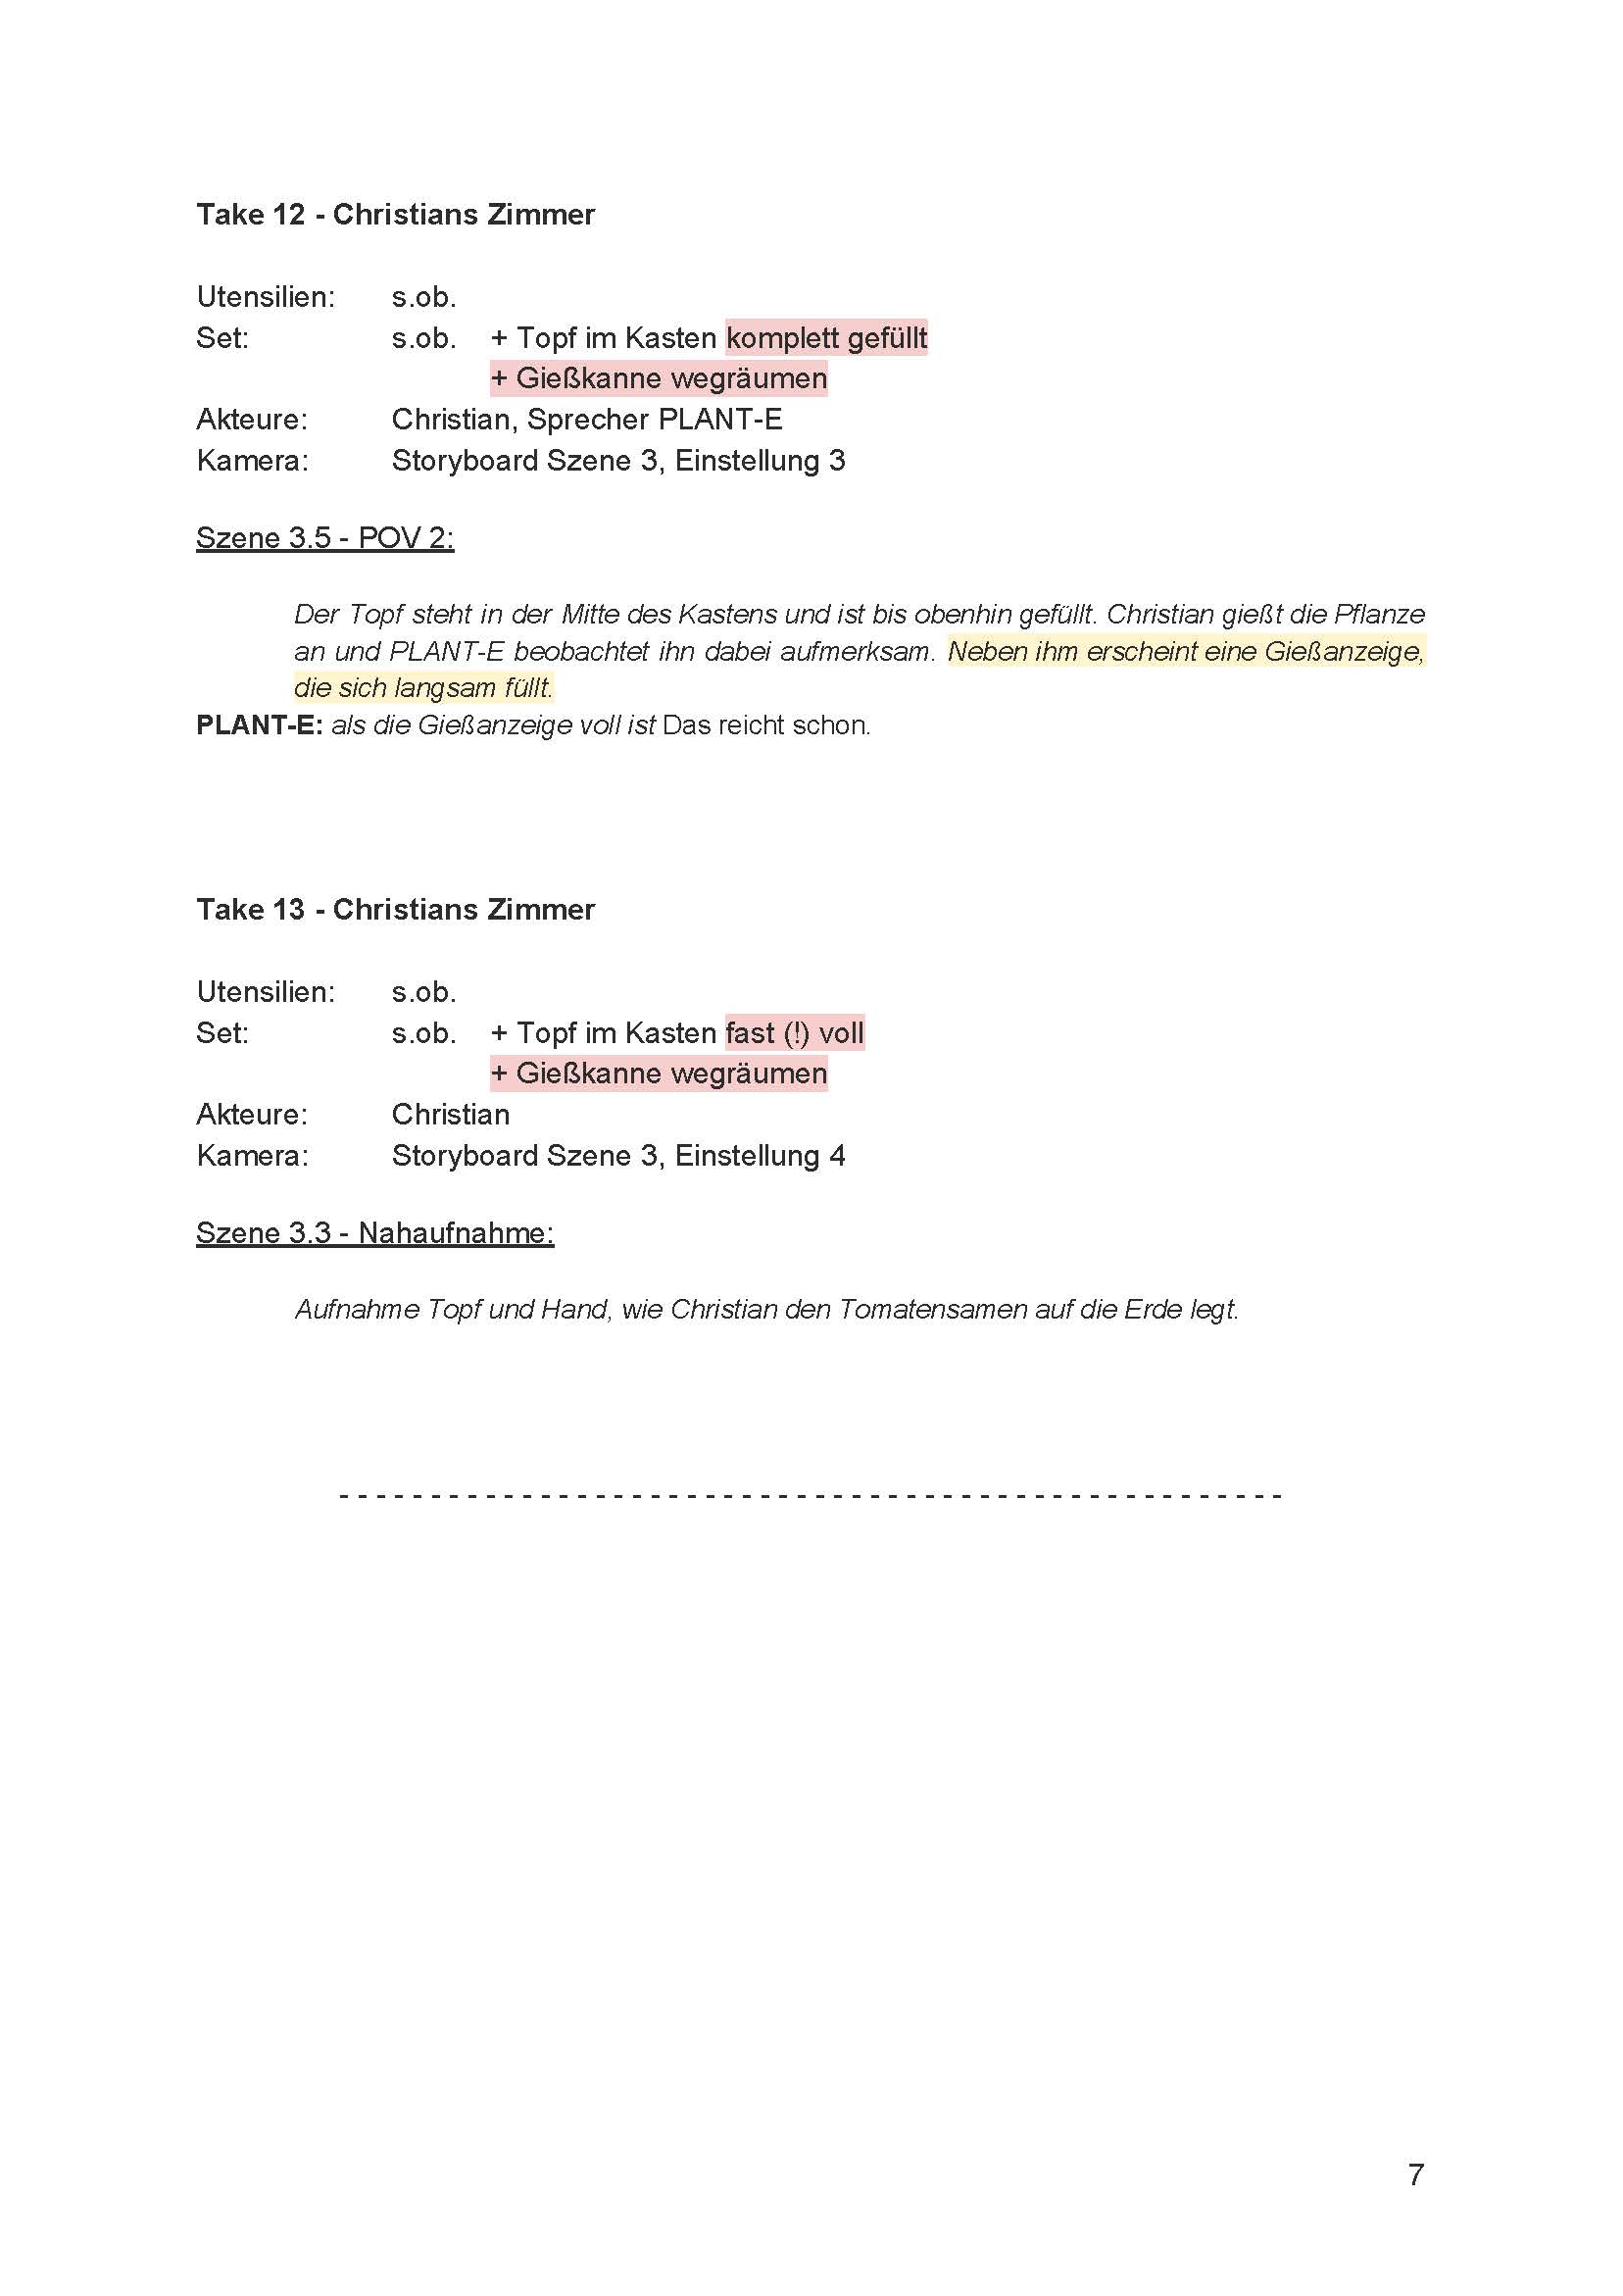 Take 12 - Christians Zimmer
Utensilien: s.ob.
Set: s.ob. + Topf im Kasten komplett gefüllt
+ Gießkanne wegräumen
Akteure: Christian, Sprecher PLANT-E
Kamera: Storyboard Szene 3, Einstellung 3
Szene 3.5 - POV 2:
Der Topf steht in der Mitte des Kastens und ist bis obenhin gefüllt. Christian gießt die Pflanze
an und PLANT-E beobachtet ihn dabei aufmerksam. Neben ihm erscheint eine Gießanzeige,
die sich langsam füllt.
PLANT-E: als die Gießanzeige voll ist Das reicht schon.
Take 13 - Christians Zimmer
Utensilien: s.ob.
Set: s.ob. + Topf im Kasten fast (!) voll
+ Gießkanne wegräumen
Akteure: Christian
Kamera: Storyboard Szene 3, Einstellung 4
Szene 3.3 - Nahaufnahme:
Aufnahme Topf und Hand, wie Christian den Tomatensamen auf die Erde legt.
- - - - - - - - - - - - - - - - - - - - - - - - - - - - - - - - - - - - - - - - - - - - - - - - - - - -
7